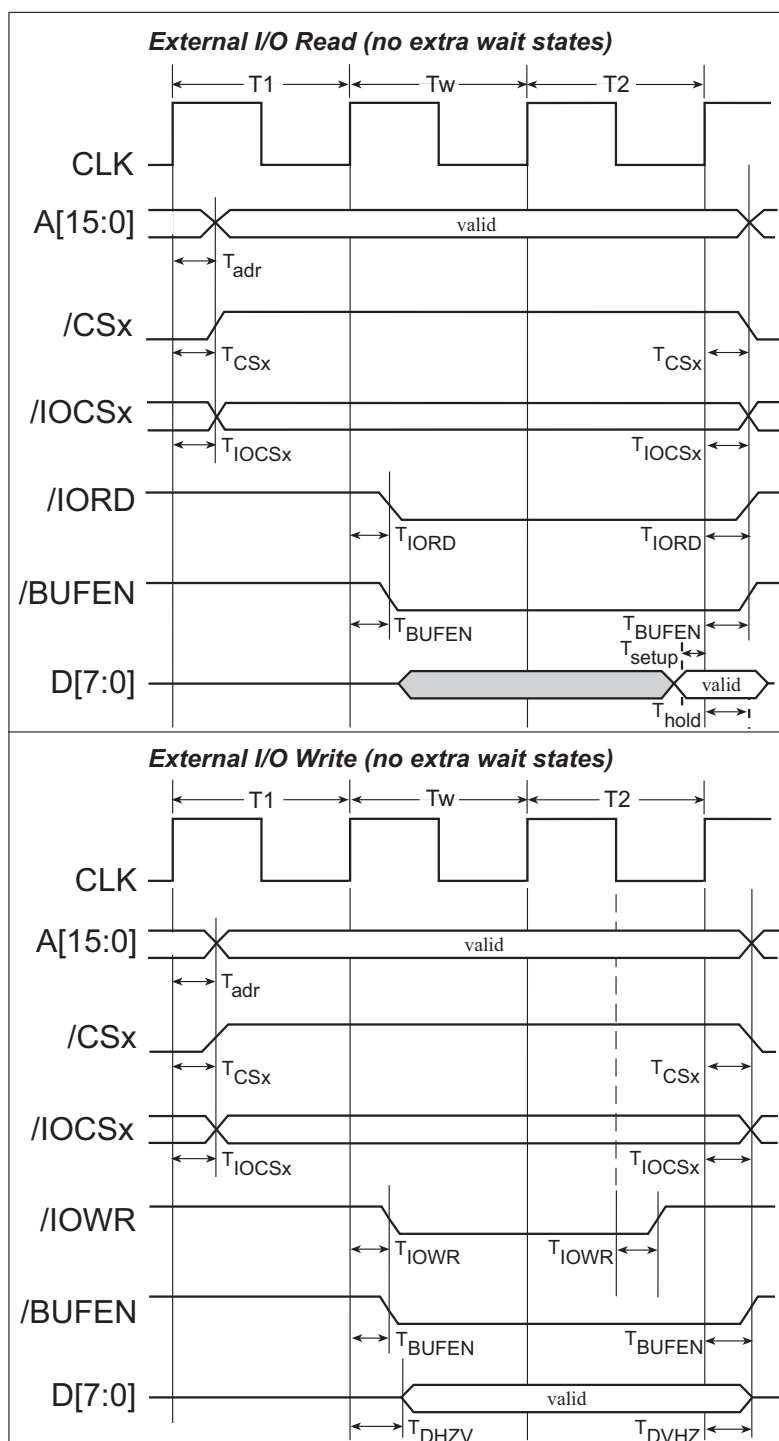 External I/O Read (no extra wait states)
T1 Tw T2
CLK
A[15:0] valid
Tadr
/CSx
TCSx TCSx
/IOCSx
TIOCSx TIOCSx
/IORD
TIORD TIORD
/BUFEN
TBUFEN TBUFEN
Tsetup
D[7:0] valid
Thold
External I/O Write (no extra wait states)
T1 Tw T2
CLK
A[15:0] valid
Tadr
/CSx
TCSx TCSx
/IOCSx
TIOCSx TIOCSx
/IOWR
TIOWR TIOWR
/BUFEN
TBUFEN TBUFEN
D[7:0] valid
TDHZV TDVHZ